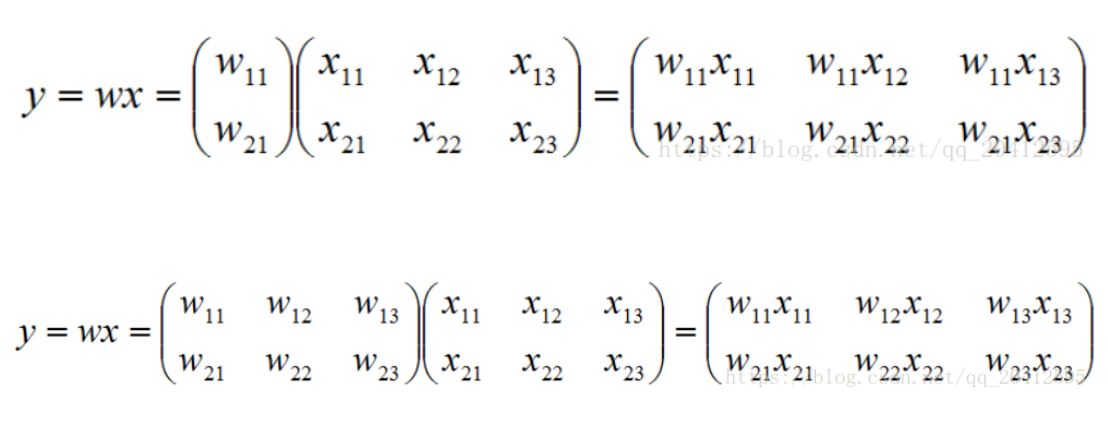 w₁₁ x₁₁ x₁₂ x₁₃ w₁₁x₁₁ w₁₁x₁₂ w₁₁x₁₃
y = wx = =
w₂₁ x₂₁ x₂₂ x₂₃ w₂₁x₂₁ w₂₁x₂₂ w₂₁x₂₃
w₁₁ w₁₂ w₁₃ x₁₁ x₁₂ x₁₃ w₁₁x₁₁ w₁₂x₁₂ w₁₃x₁₃
y = wx = =
w₂₁ w₂₂ w₂₃ x₂₁ x₂₂ x₂₃ w₂₁x₂₁ w₂₂x₂₂ w₂₃x₂₃